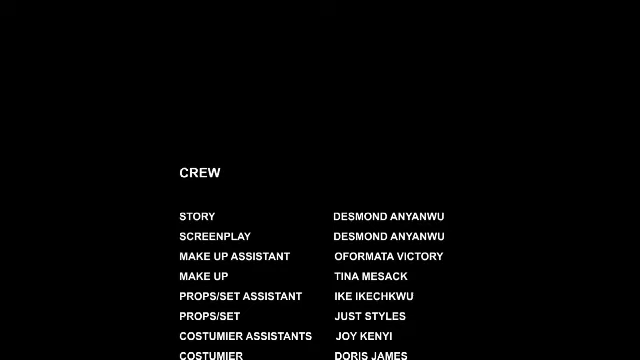 CREW
STORY DESMOND ANYANWU
SCREENPLAY DESMOND ANYANWU
MAKE UP ASSISTANT OFORMATA VICTORY
MAKE UP TINA MESACK
PROPS/SET ASSISTANT IKE IKECHKWU
PROPS/SET JUST STYLES
COSTUMIER ASSISTANTS JOY KENYI
COSTUMIER DORIS JAMES